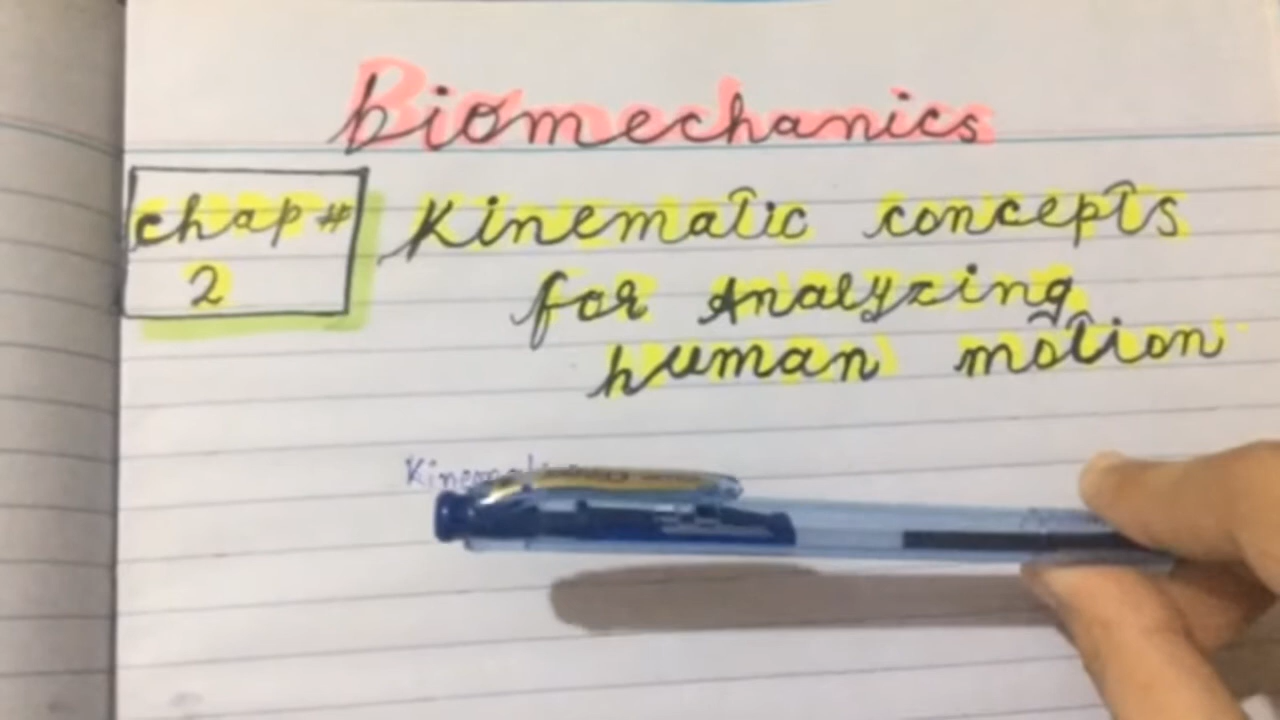 Biomechanics
chap #
2
Kinematic concepts
for Analyzing
human motion